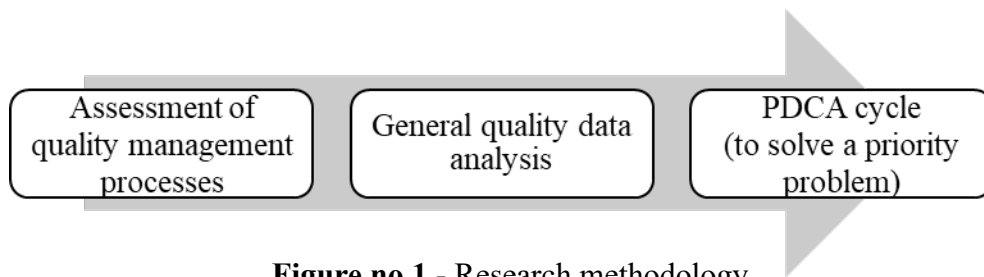 Assessment of
quality management
processes
General quality data
analysis
PDCA cycle
(to solve a priority
problem)
Figure no 1 - Research methodology